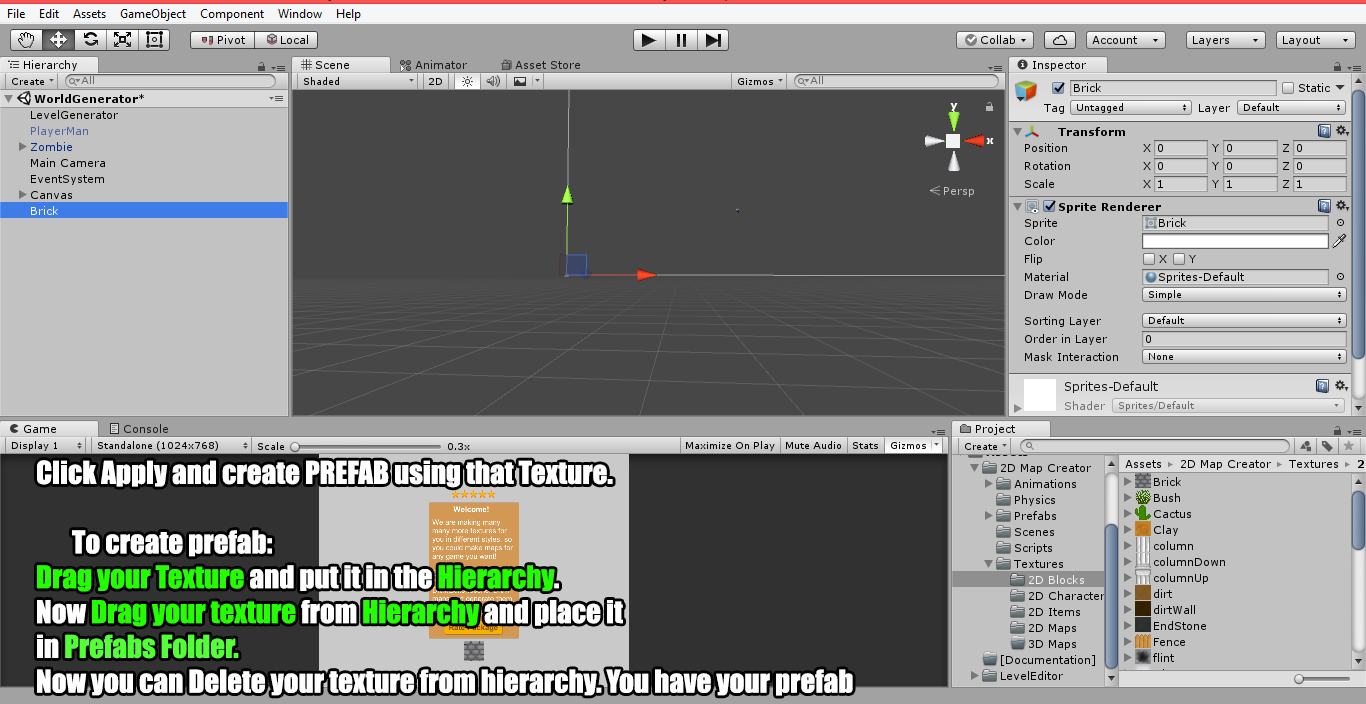 File Edit Assets GameObject Component Window Help
Pivot Local Collab Account Layers Layout
Hierarchy
Create All
WorldGenerator*
LevelGenerator
PlayerMan
Zombie
Main Camera
EventSystem
Canvas
Brick
Scene Animator Asset Store
Shaded 2D Gizmos All
y
x
Persp
Inspector
Brick Static
Tag Untagged Layer Default
Transform
Position X 0 Y 0 Z 0
Rotation X 0 Y 0 Z 0
Scale X 1 Y 1 Z 1
Sprite Renderer
Sprite Brick
Color
Flip X Y
Material Sprites-Default
Draw Mode Simple
Sorting Layer Default
Order in Layer 0
Mask Interaction None
Sprites-Default
Shader Sprites/Default
Game Console
Display 1 Standalone (1024x768) Scale 0.3x Maximize On Play Mute Audio Stats Gizmos
Click Apply and create PREFAB using that Texture.
Welcome!
We are making many
many more textures for
you in different styles, so
you could make maps for
any game you want!
To create prefab:
Drag your Texture and put it in the Hierarchy.
Now Drag your texture from Hierarchy and place it
in Prefabs Folder.
Now you can Delete your texture from hierarchy. You have your prefab
Project
Create
2D Map Creator
Animations
Physics
Prefabs
Scenes
Scripts
Textures
2D Blocks
2D Character
2D Items
2D Maps
3D Maps
[Documentation]
LevelEditor
Assets 2D Map Creator Textures 2
Brick
Bush
Cactus
Clay
column
columnDown
columnUp
dirt
dirtWall
EndStone
Fence
flint